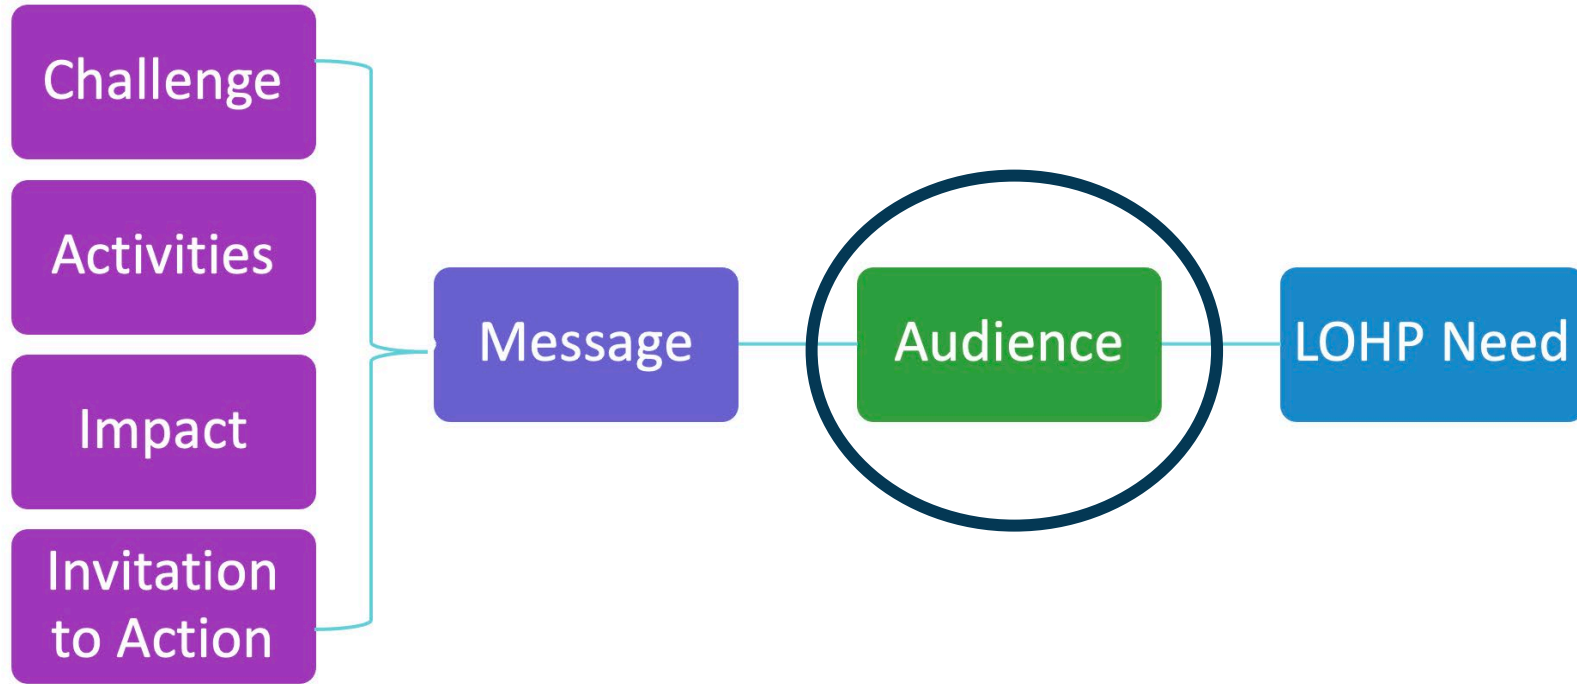 Challenge
Activities
Impact
Invitation
to Action
Message
Audience
LOHP Need